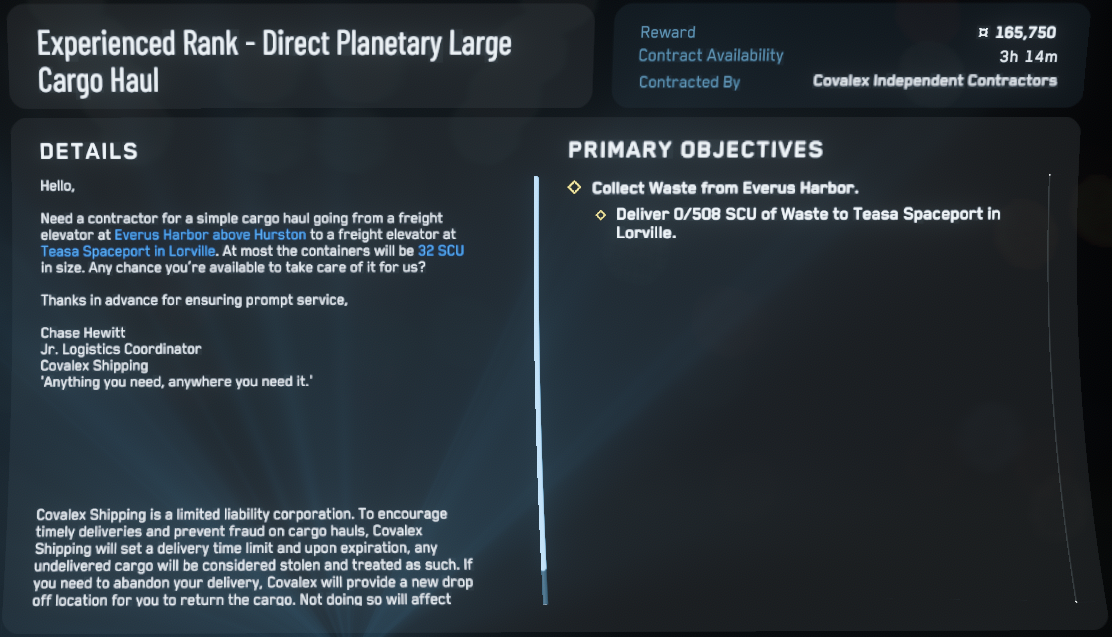 Experienced Rank - Direct Planetary Large
Cargo Haul
Reward ¤ 165,750
Contract Availability 3h 14m
Contracted By Covalex Independent Contractors
DETAILS
Hello,
Need a contractor for a simple cargo haul going from a freight
elevator at Everus Harbor above Hurston to a freight elevator at
Teasa Spaceport in Lorville. At most the containers will be 32 SCU
in size. Any chance you're available to take care of it for us?
Thanks in advance for ensuring prompt service,
Chase Hewitt
Jr. Logistics Coordinator
Covalex Shipping
'Anything you need, anywhere you need it.'
Covalex Shipping is a limited liability corporation. To encourage
timely deliveries and prevent fraud on cargo hauls, Covalex
Shipping will set a delivery time limit and upon expiration, any
undelivered cargo will be considered stolen and treated as such. If
you need to abandon your delivery, Covalex will provide a new drop
off location for you to return the cargo. Not doing so will affect
PRIMARY OBJECTIVES
Collect Waste from Everus Harbor.
Deliver 0/508 SCU of Waste to Teasa Spaceport in
Lorville.